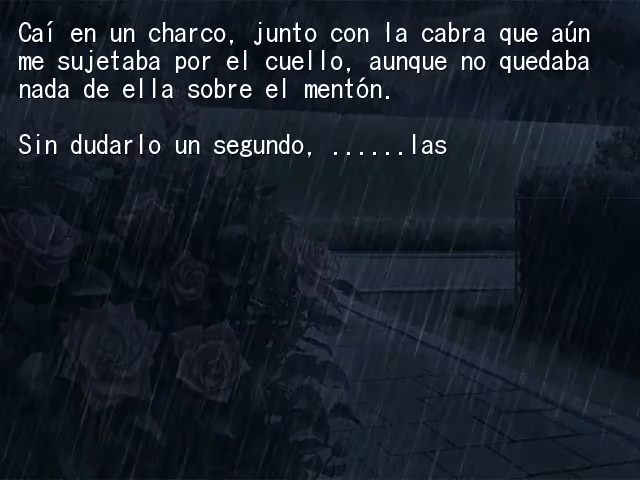 Caí en un charco, junto con la cabra que aún
me sujetaba por el cuello, aunque no quedaba
nada de ella sobre el mentón.
Sin dudarlo un segundo, ......las